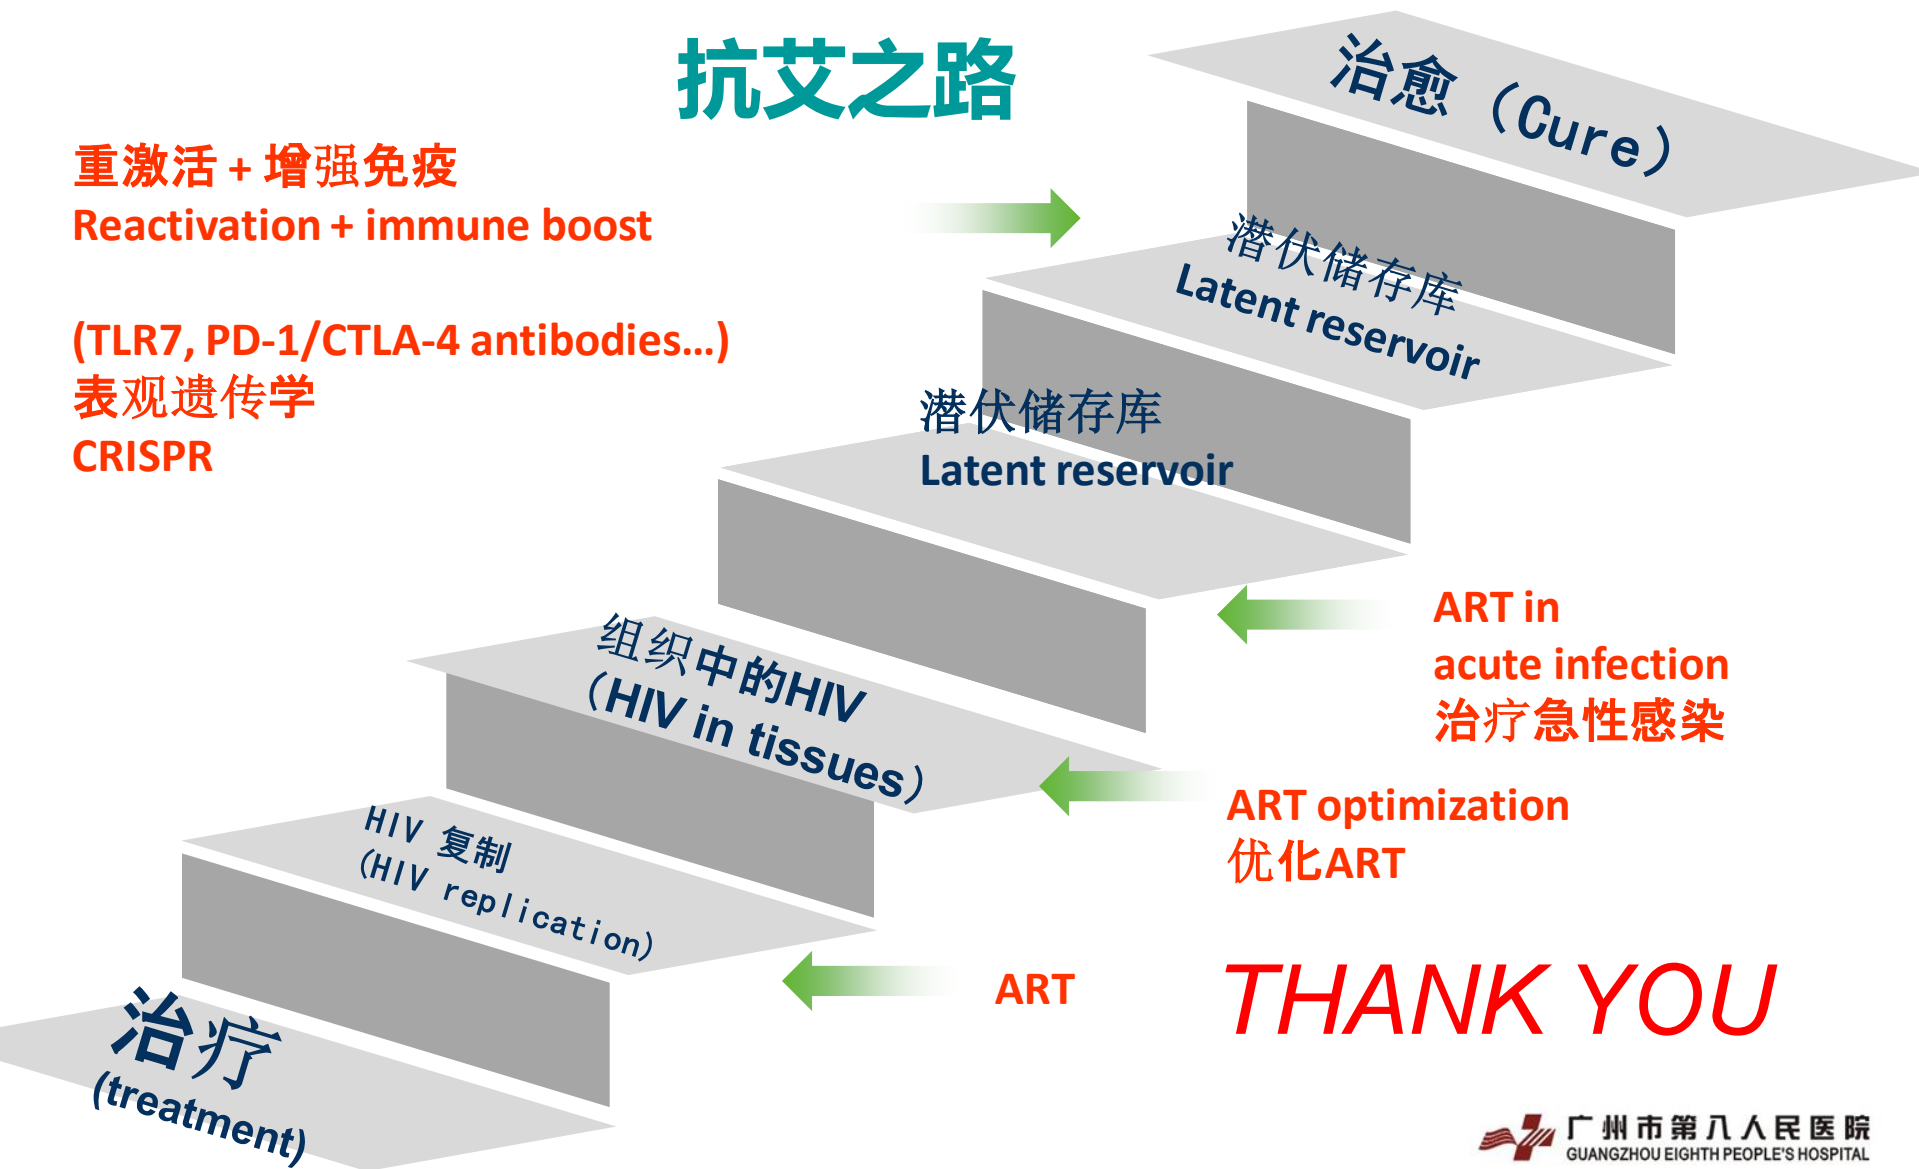 抗艾之路
治愈（Cure）
重激活 + 增强免疫
Reactivation + immune boost
(TLR7, PD-1/CTLA-4 antibodies...)
表观遗传学
CRISPR
潜伏储存库
Latent reservoir
潜伏储存库
Latent reservoir
ART in
acute infection
治疗急性感染
组织中的HIV
（HIV in tissues）
ART optimization
优化ART
HIV 复制
(HIV replication)
ART
THANK YOU
治疗
(treatment)
广州市第八人民医院
GUANGZHOU EIGHTH PEOPLE'S HOSPITAL